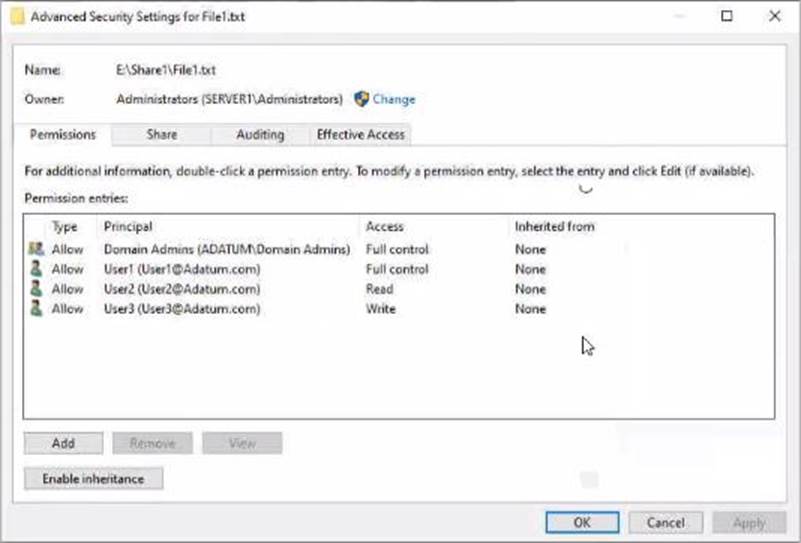 Advanced Security Settings for File1.txt
Name: E:\Share1\File1.txt
Owner: Administrators (SERVER1\Administrators) Change
Permissions Share Auditing Effective Access
For additional information, double-click a permission entry. To modify a permission entry, select the entry and click Edit (if available).
Permission entries:
Type Principal Access Inherited from
Allow Domain Admins (ADATUM\Domain Admins) Full control None
Allow User1 (User1@Adatum.com) Full control None
Allow User2 (User2@Adatum.com) Read None
Allow User3 (User3@Adatum.com) Write None
Add Remove View
Enable inheritance
OK Cancel Apply